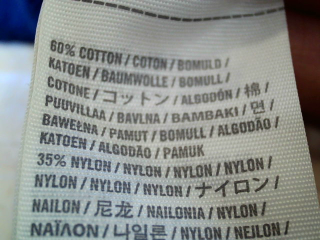 60% COTTON / COTON / BOMULD /
KATOEN / BAUMWOLLE / BOMULL /
COTONE / コットン / ALGODÓN / 棉 /
PUUVILLAA / BAVLNA / BAMBAKI / 면 /
BAWEŁNA / PAMUT / BOMULL / ALGODÃO /
KATOEN / ALGODÃO / PAMUK
35% NYLON / NYLON / NYLON /
NYLON / NYLON / NYLON / ナイロン /
NAILON / 尼龙 / NAILONIA / NYLON /
ΝΑΪΛΟΝ / 나일론 / NYLON / NEJLON /